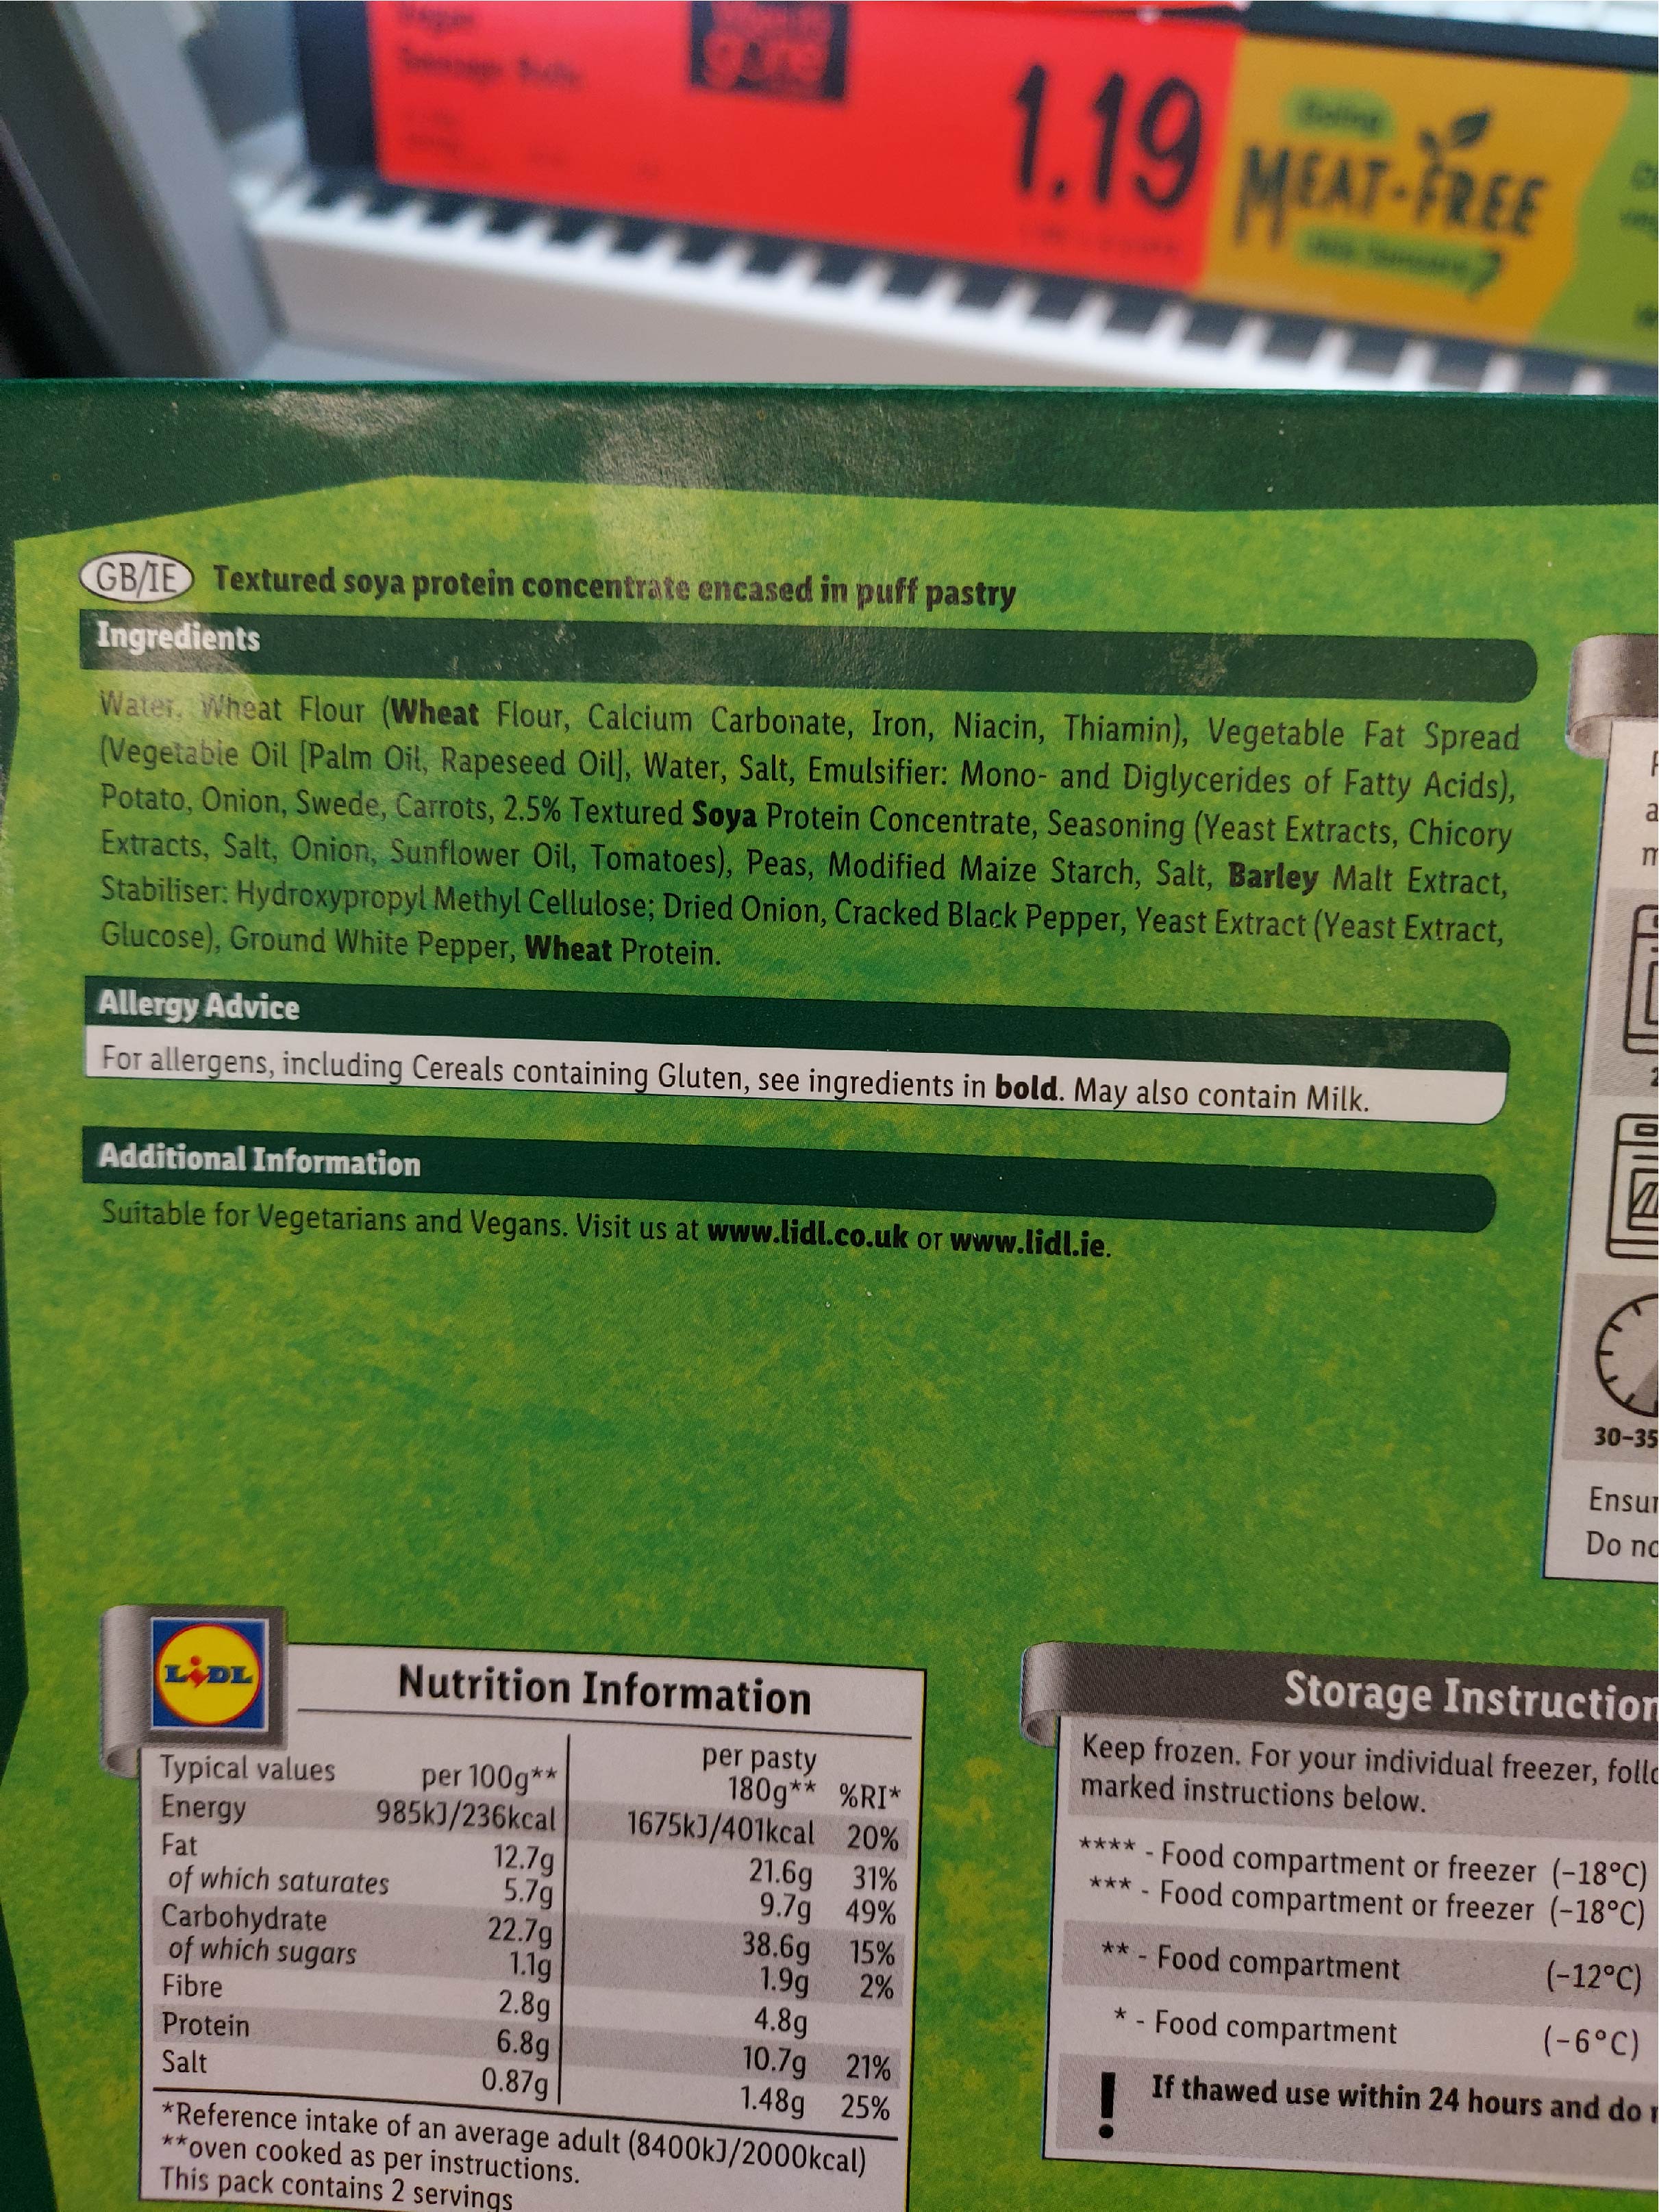 Vegan
Sausage Rolls
gone
1.19
Going
MEAT-FREE
this January?
GB/IE Textured soya protein concentrate encased in puff pastry
Ingredients
Water, Wheat Flour (Wheat Flour, Calcium Carbonate, Iron, Niacin, Thiamin), Vegetable Fat Spread
(Vegetable Oil [Palm Oil, Rapeseed Oil], Water, Salt, Emulsifier: Mono- and Diglycerides of Fatty Acids),
Potato, Onion, Swede, Carrots, 2.5% Textured Soya Protein Concentrate, Seasoning (Yeast Extracts, Chicory
Extracts, Salt, Onion, Sunflower Oil, Tomatoes), Peas, Modified Maize Starch, Salt, Barley Malt Extract,
Stabiliser: Hydroxypropyl Methyl Cellulose; Dried Onion, Cracked Black Pepper, Yeast Extract (Yeast Extract,
Glucose), Ground White Pepper, Wheat Protein.
Allergy Advice
For allergens, including Cereals containing Gluten, see ingredients in bold. May also contain Milk.
Additional Information
Suitable for Vegetarians and Vegans. Visit us at www.lidl.co.uk or www.lidl.ie.
30-35
Ensur
Do no
LIDL
Nutrition Information
Typical values per 100g** per pasty 180g** %RI*
Energy 985kJ/236kcal 1675kJ/401kcal 20%
Fat 12.7g 21.6g 31%
of which saturates 5.7g 9.7g 49%
Carbohydrate 22.7g 38.6g 15%
of which sugars 1.1g 1.9g 2%
Fibre 2.8g 4.8g
Protein 6.8g 10.7g 21%
Salt 0.87g 1.48g 25%
*Reference intake of an average adult (8400kJ/2000kcal)
**oven cooked as per instructions.
This pack contains 2 servings
Storage Instruction
Keep frozen. For your individual freezer, follo
marked instructions below.
**** - Food compartment or freezer (-18°C)
*** - Food compartment or freezer (-18°C)
** - Food compartment (-12°C)
* - Food compartment (-6°C)
! If thawed use within 24 hours and do